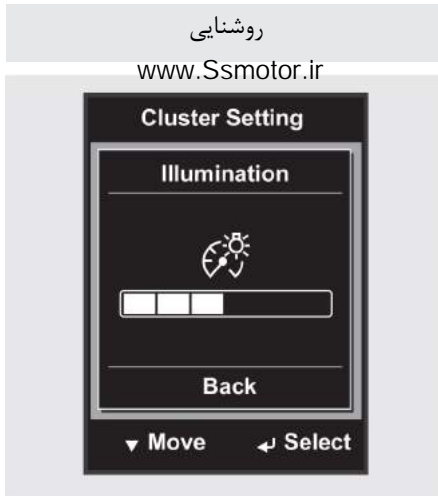 روشنایی
www.Ssmotor.ir
Cluster Setting
Illumination
Back
▼ Move ↵ Select